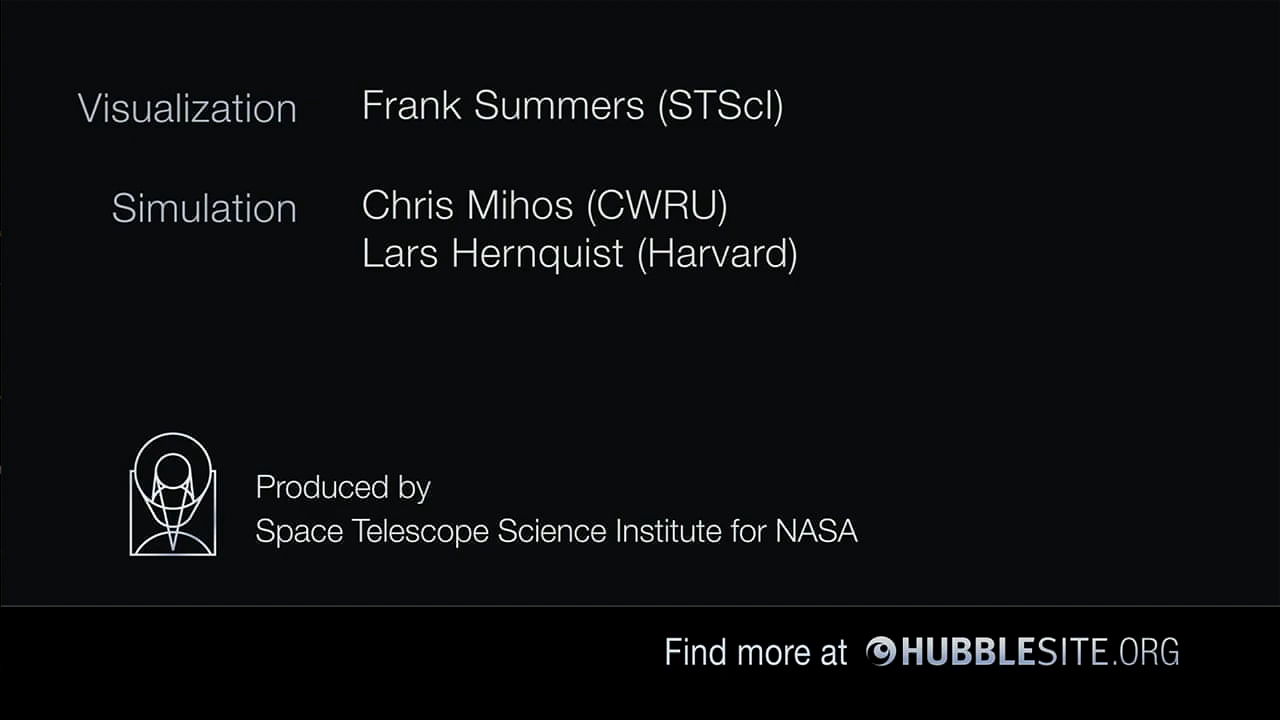 Visualization Frank Summers (STScI)
Simulation Chris Mihos (CWRU)
Lars Hernquist (Harvard)
Produced by
Space Telescope Science Institute for NASA
Find more at HUBBLESITE.ORG